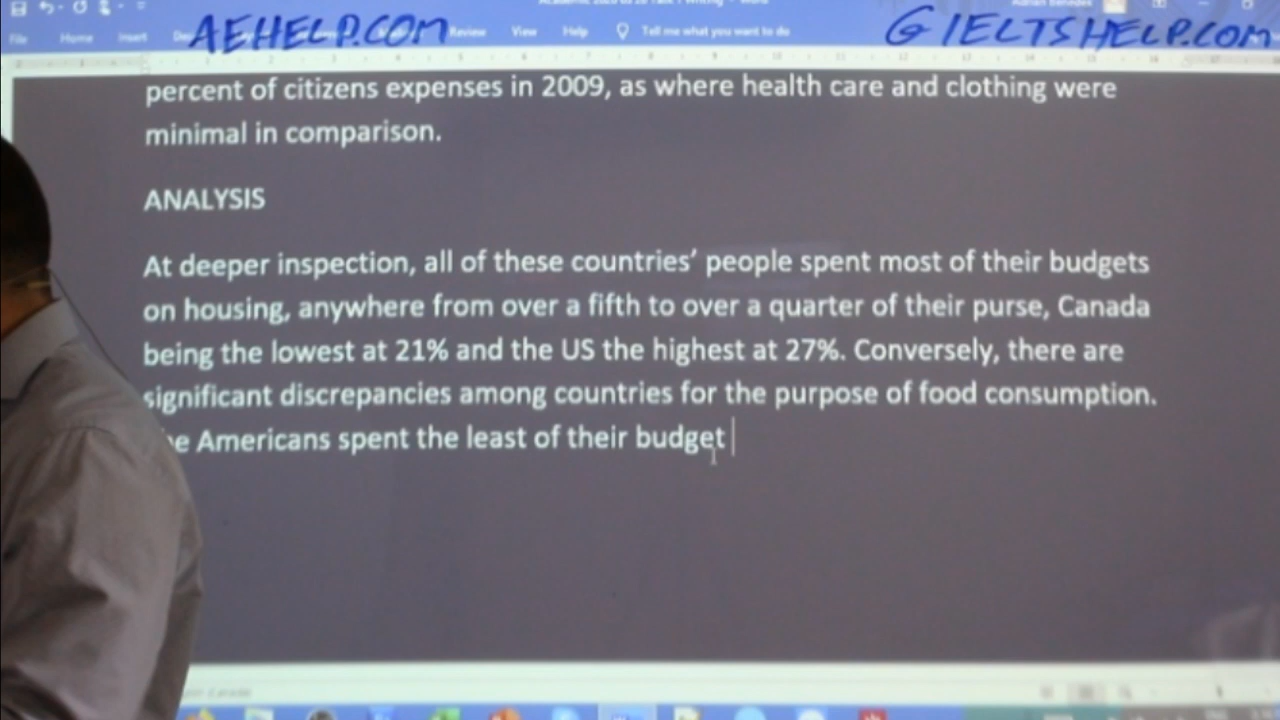 AEHELP.COM
GIELTSHELP.COM
File Home Insert Review View Help Tell me what you want to do
percent of citizens expenses in 2009, as where health care and clothing were
minimal in comparison.
ANALYSIS
At deeper inspection, all of these countries’ people spent most of their budgets
on housing, anywhere from over a fifth to over a quarter of their purse, Canada
being the lowest at 21% and the US the highest at 27%. Conversely, there are
significant discrepancies among countries for the purpose of food consumption.
Americans spent the least of their budget